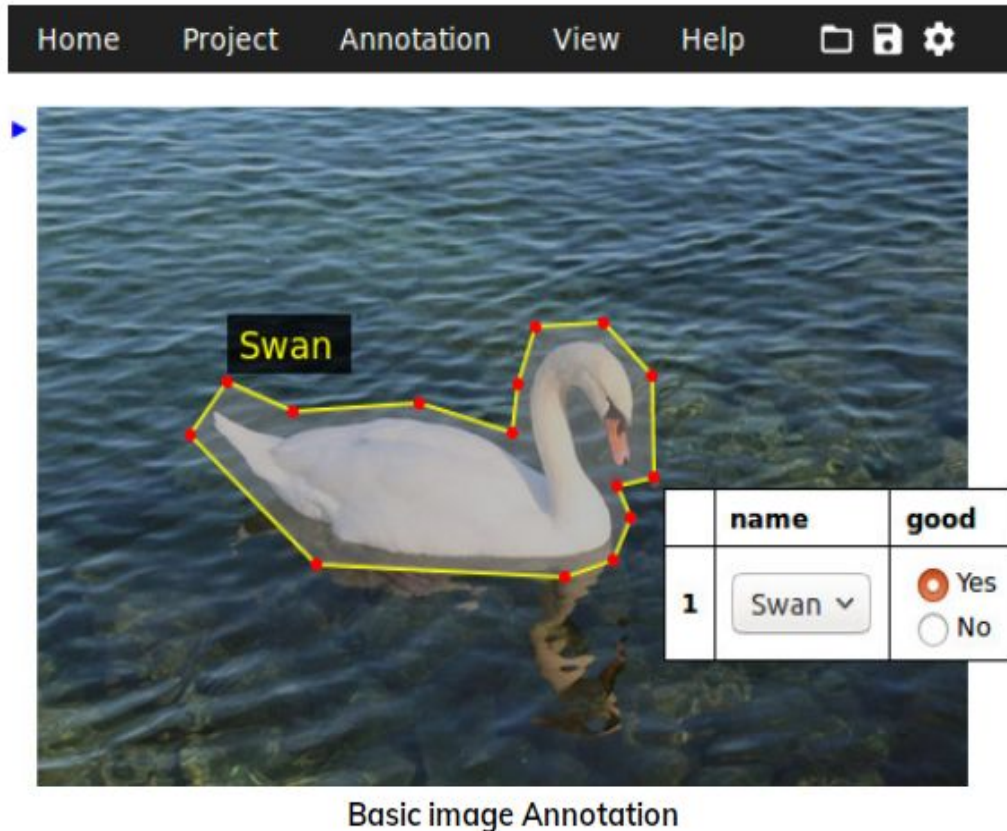 Home Project Annotation View Help
Swan
name good
1 Swan Yes
No
Basic image Annotation